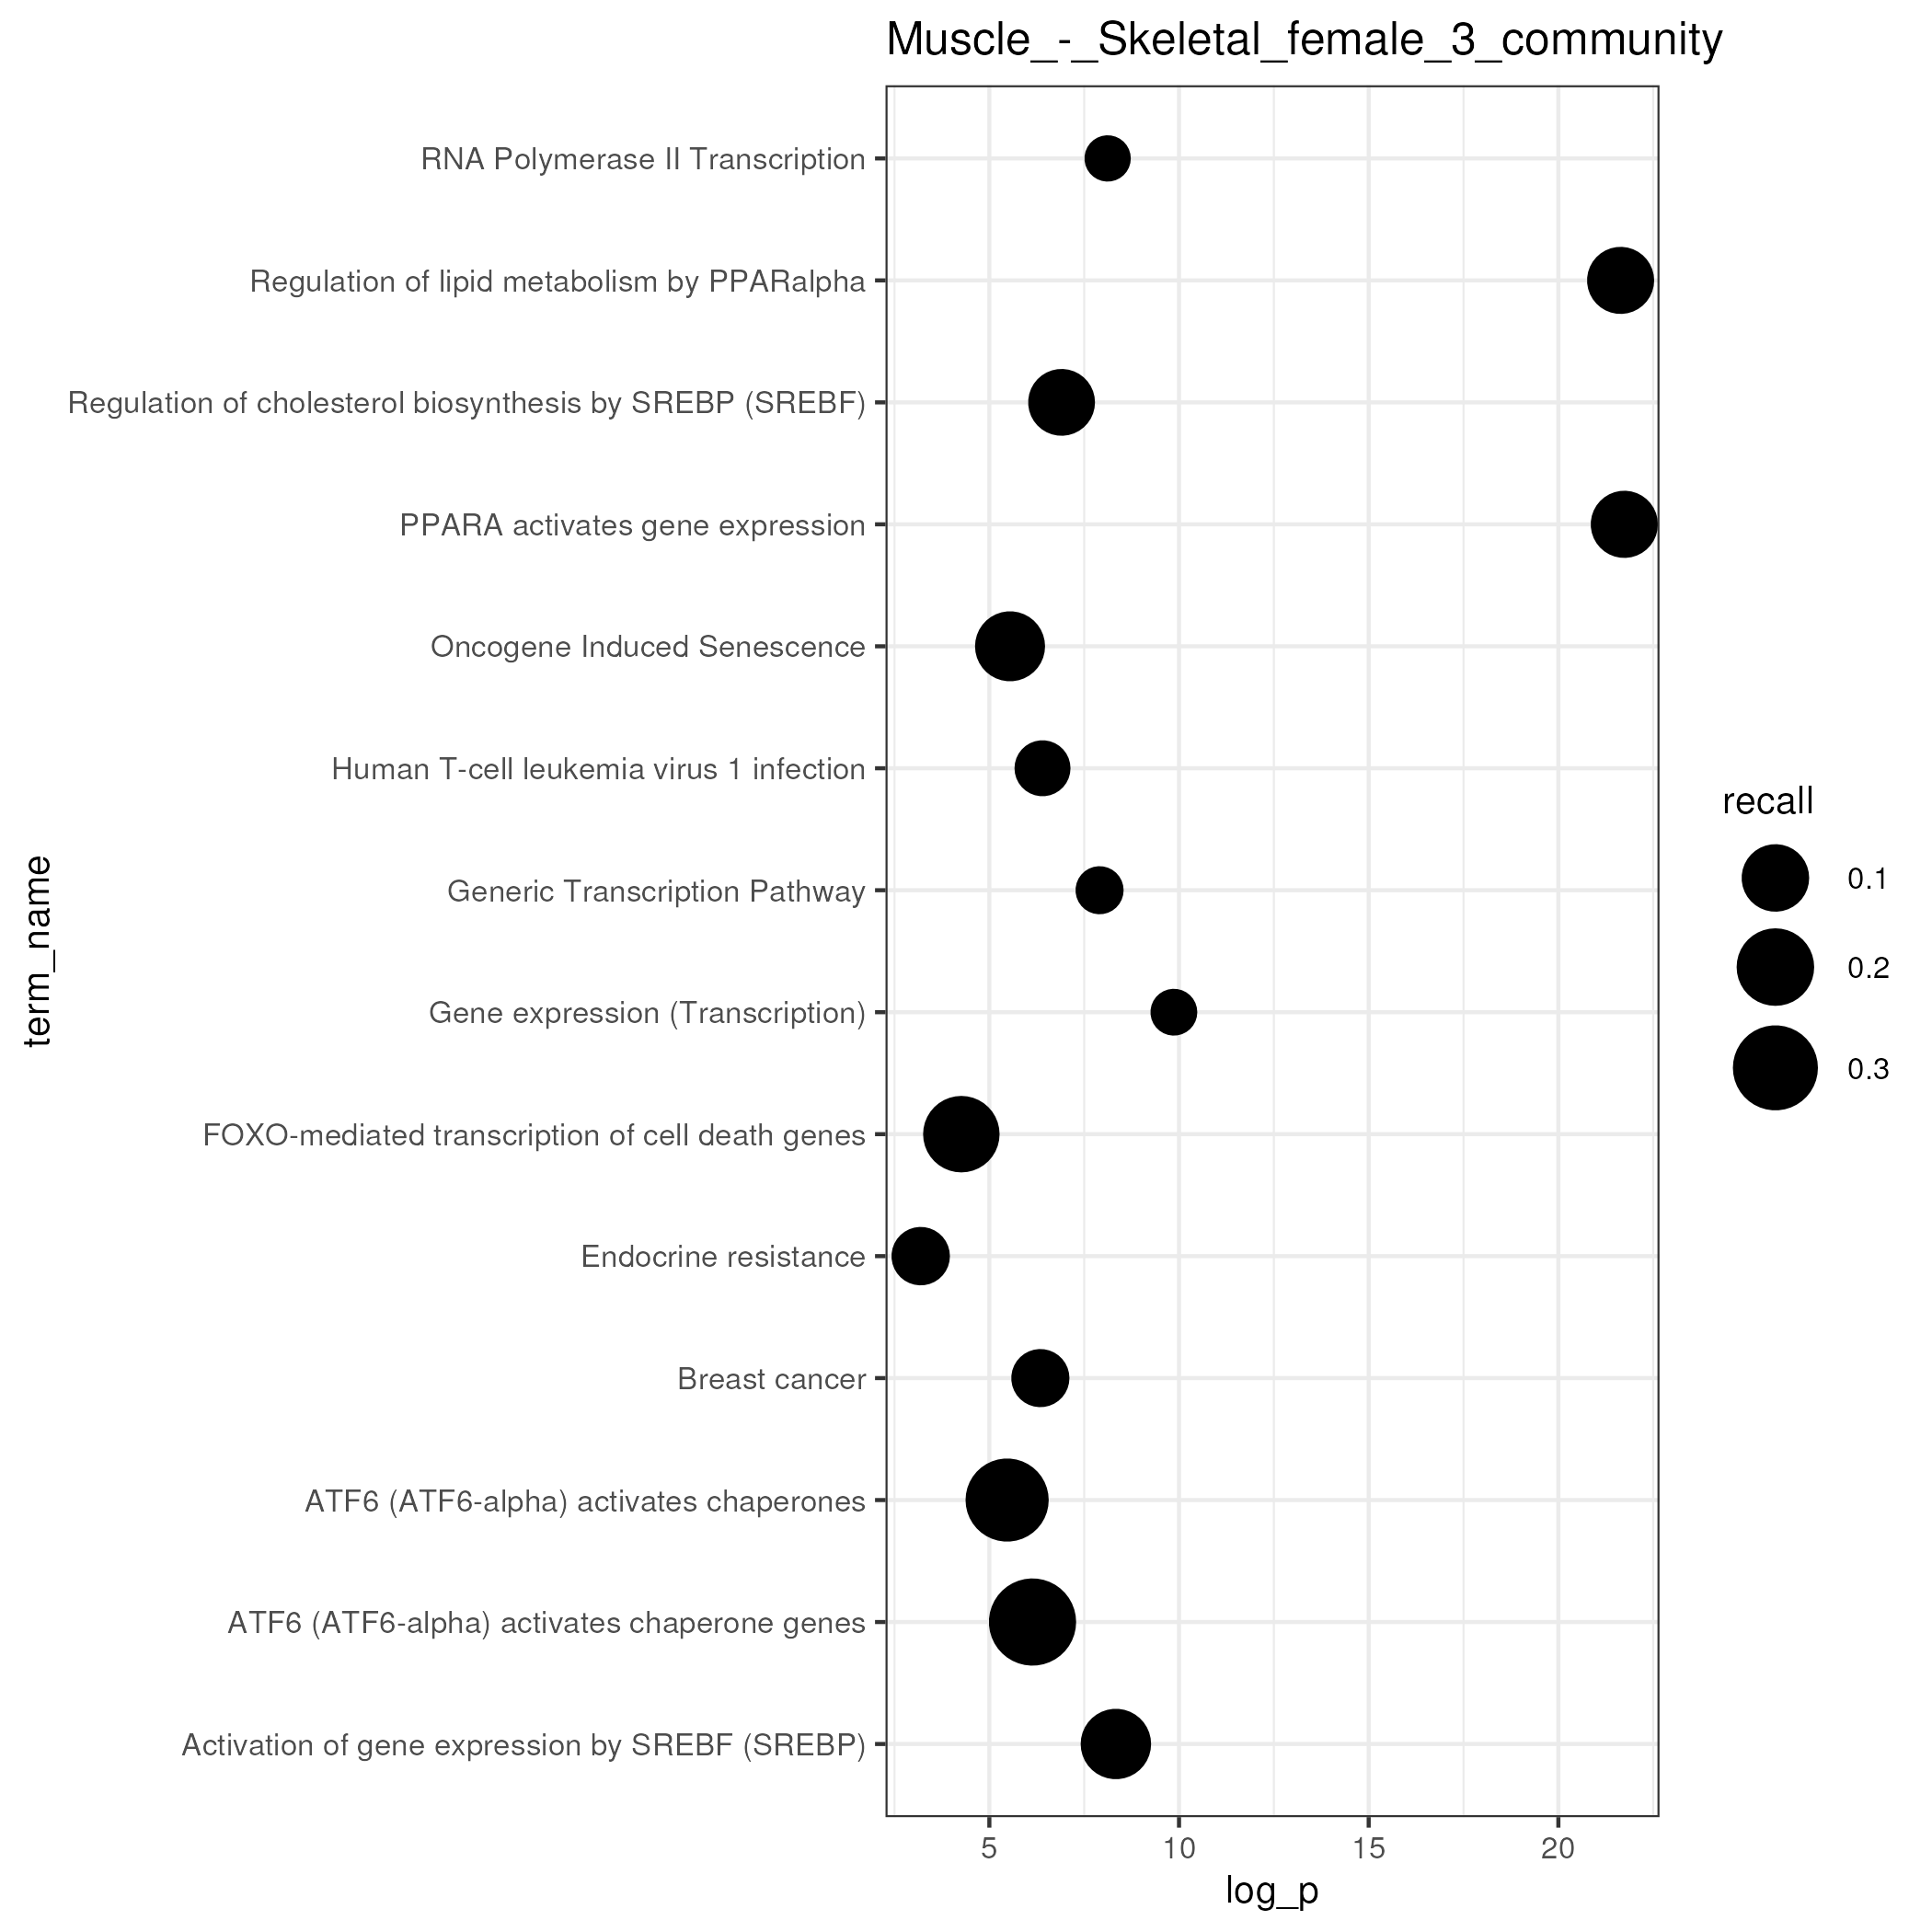 Muscle_-_Skeletal_female_3_community
RNA Polymerase II Transcription
Regulation of lipid metabolism by PPARalpha
Regulation of cholesterol biosynthesis by SREBP (SREBF)
PPARA activates gene expression
Oncogene Induced Senescence
Human T-cell leukemia virus 1 infection
Generic Transcription Pathway
Gene expression (Transcription)
FOXO-mediated transcription of cell death genes
Endocrine resistance
Breast cancer
ATF6 (ATF6-alpha) activates chaperones
ATF6 (ATF6-alpha) activates chaperone genes
Activation of gene expression by SREBF (SREBP)
term_name
5 10 15 20
log_p
recall
0.1
0.2
0.3